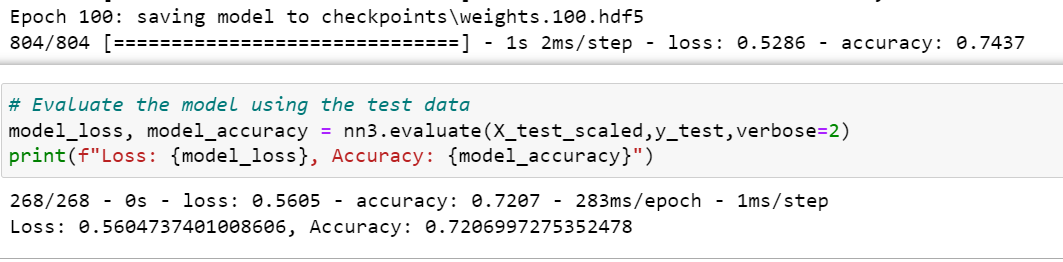 Epoch 100: saving model to checkpoints\weights.100.hdf5
804/804 [==============================] - 1s 2ms/step - loss: 0.5286 - accuracy: 0.7437
# Evaluate the model using the test data
model_loss, model_accuracy = nn3.evaluate(X_test_scaled,y_test,verbose=2)
print(f"Loss: {model_loss}, Accuracy: {model_accuracy}")
268/268 - 0s - loss: 0.5605 - accuracy: 0.7207 - 283ms/epoch - 1ms/step
Loss: 0.5604737401008606, Accuracy: 0.7206997275352478